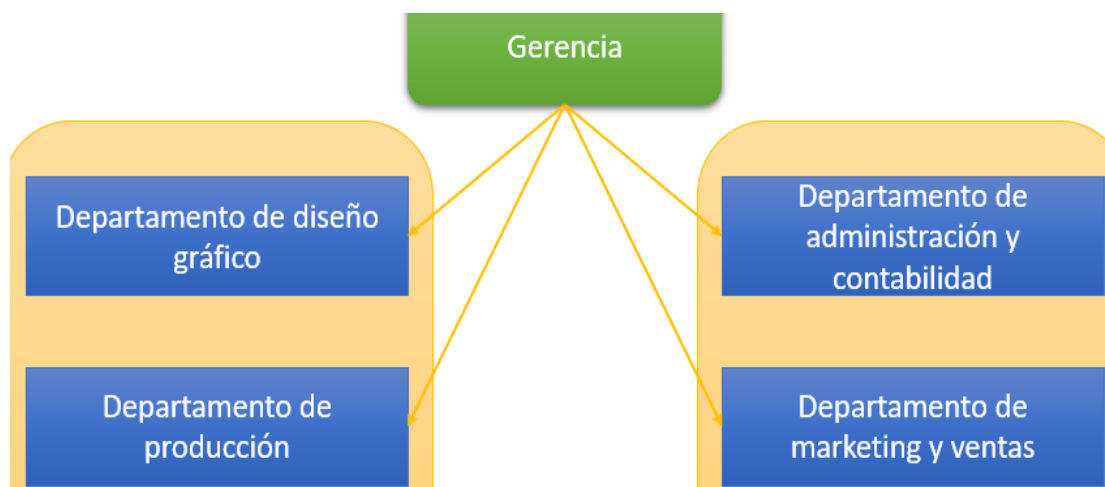 Gerencia
Departamento de diseño
gráfico
Departamento de
administración y
contabilidad
Departamento de
producción
Departamento de
marketing y ventas